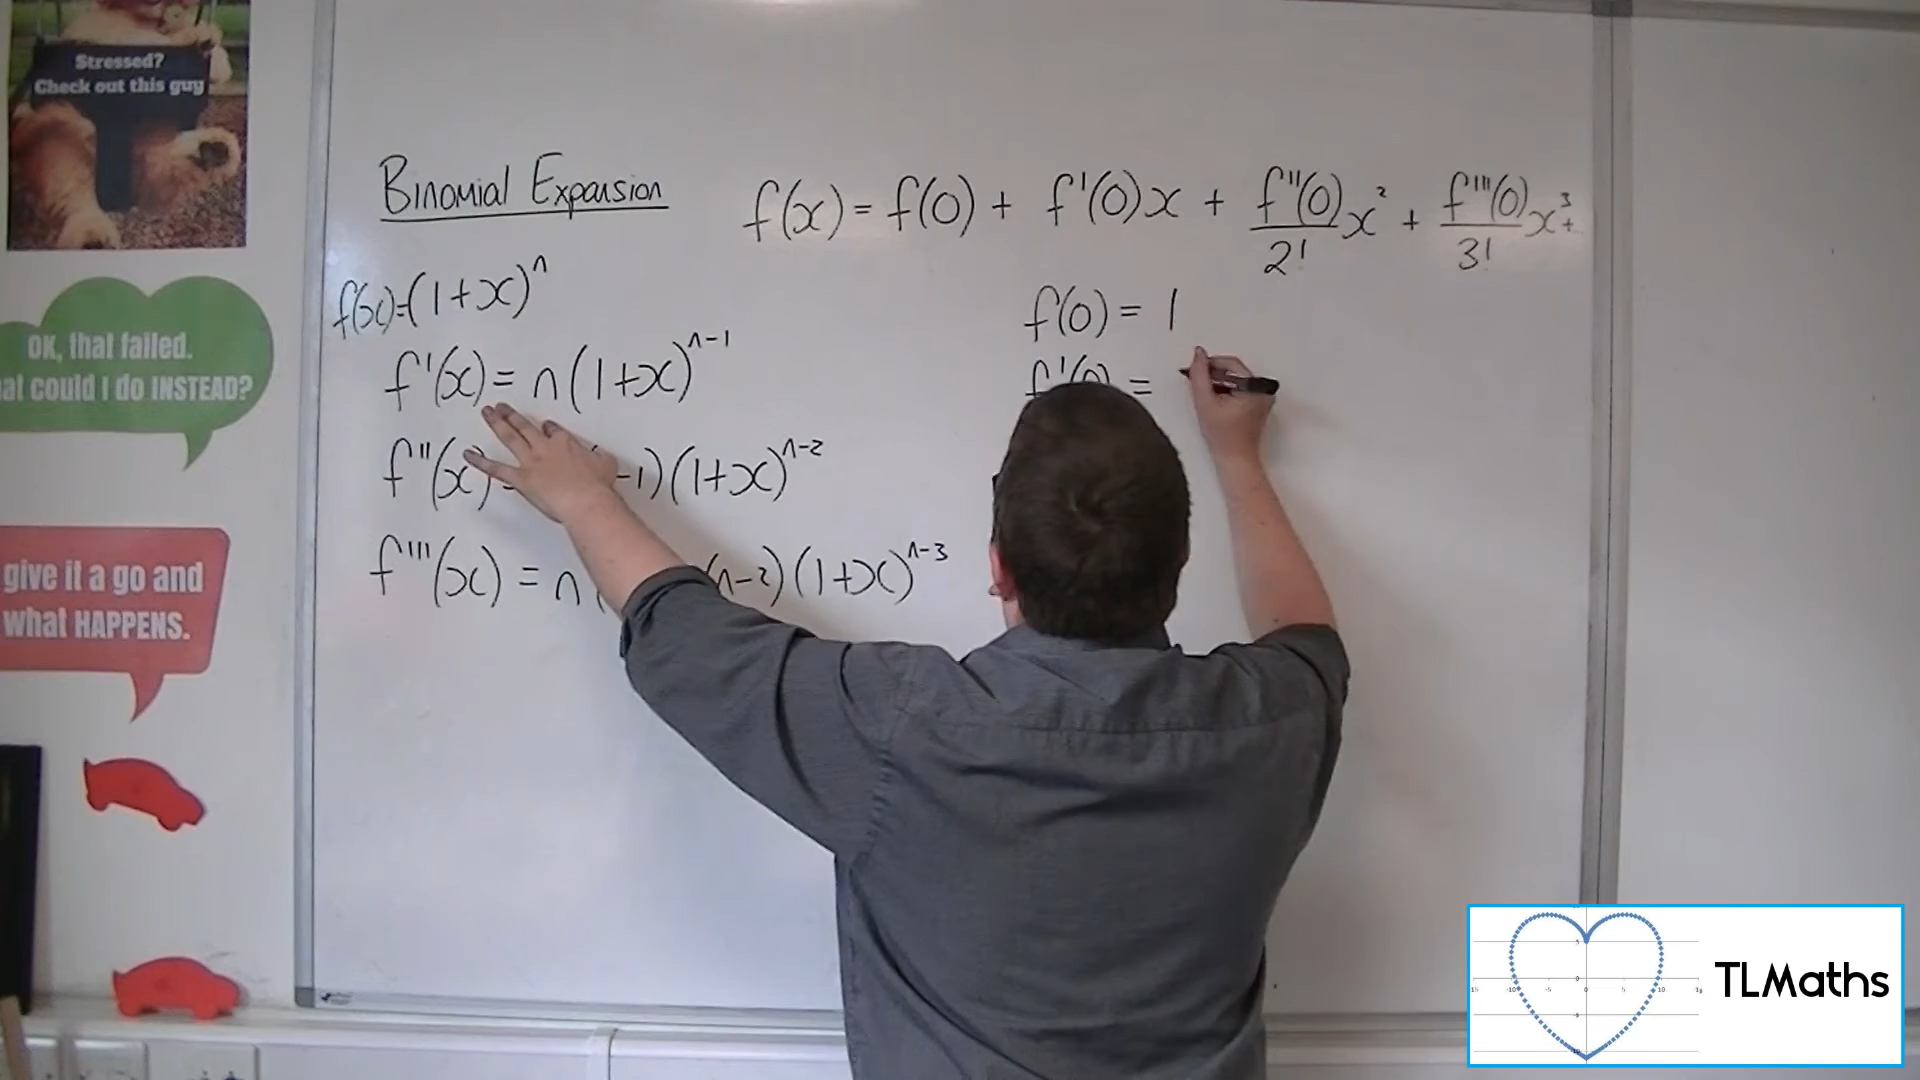 Stressed?
Check out this guy
Binomial Expansion
f(x) = f(0) + f'(0)x + f''(0)/2! x² + f'''(0)/3! x³ + ...
f(x) = (1+x)ⁿ
f(0) = 1
f'(x) = n(1+x)ⁿ⁻¹
f'(0) =
f''(x) -1)(1+x)ⁿ⁻²
f'''(x) = n( (n-2)(1+x)ⁿ⁻³
OK, that failed.
at could I do INSTEAD?
give it a go and
what HAPPENS.
TLMaths